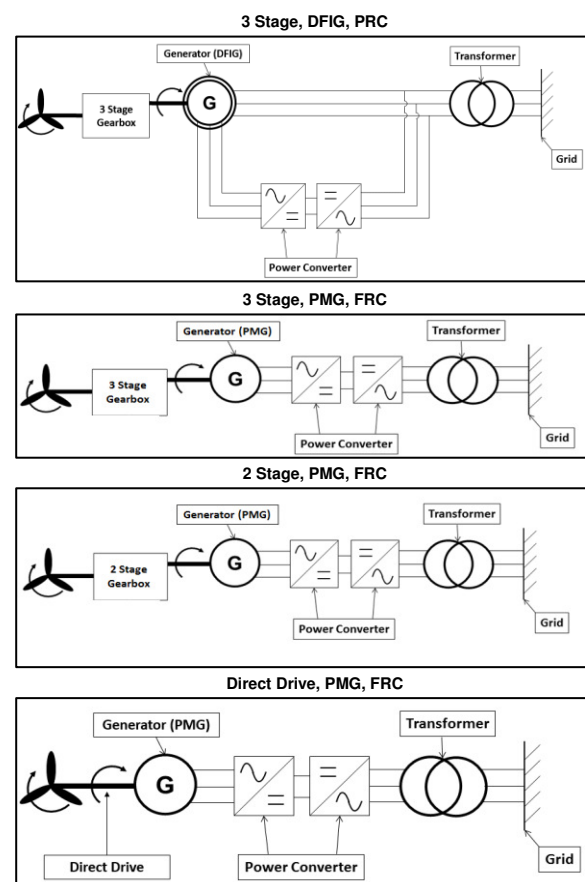 3 Stage, DFIG, PRC
Generator (DFIG)
Transformer
G
3 Stage
Gearbox
Grid
Power Converter
3 Stage, PMG, FRC
Generator (PMG)
Transformer
G
3 Stage
Gearbox
Power Converter
Grid
2 Stage, PMG, FRC
Generator (PMG)
Transformer
G
2 Stage
Gearbox
Power Converter
Grid
Direct Drive, PMG, FRC
Generator (PMG)
Transformer
G
Direct Drive
Power Converter
Grid